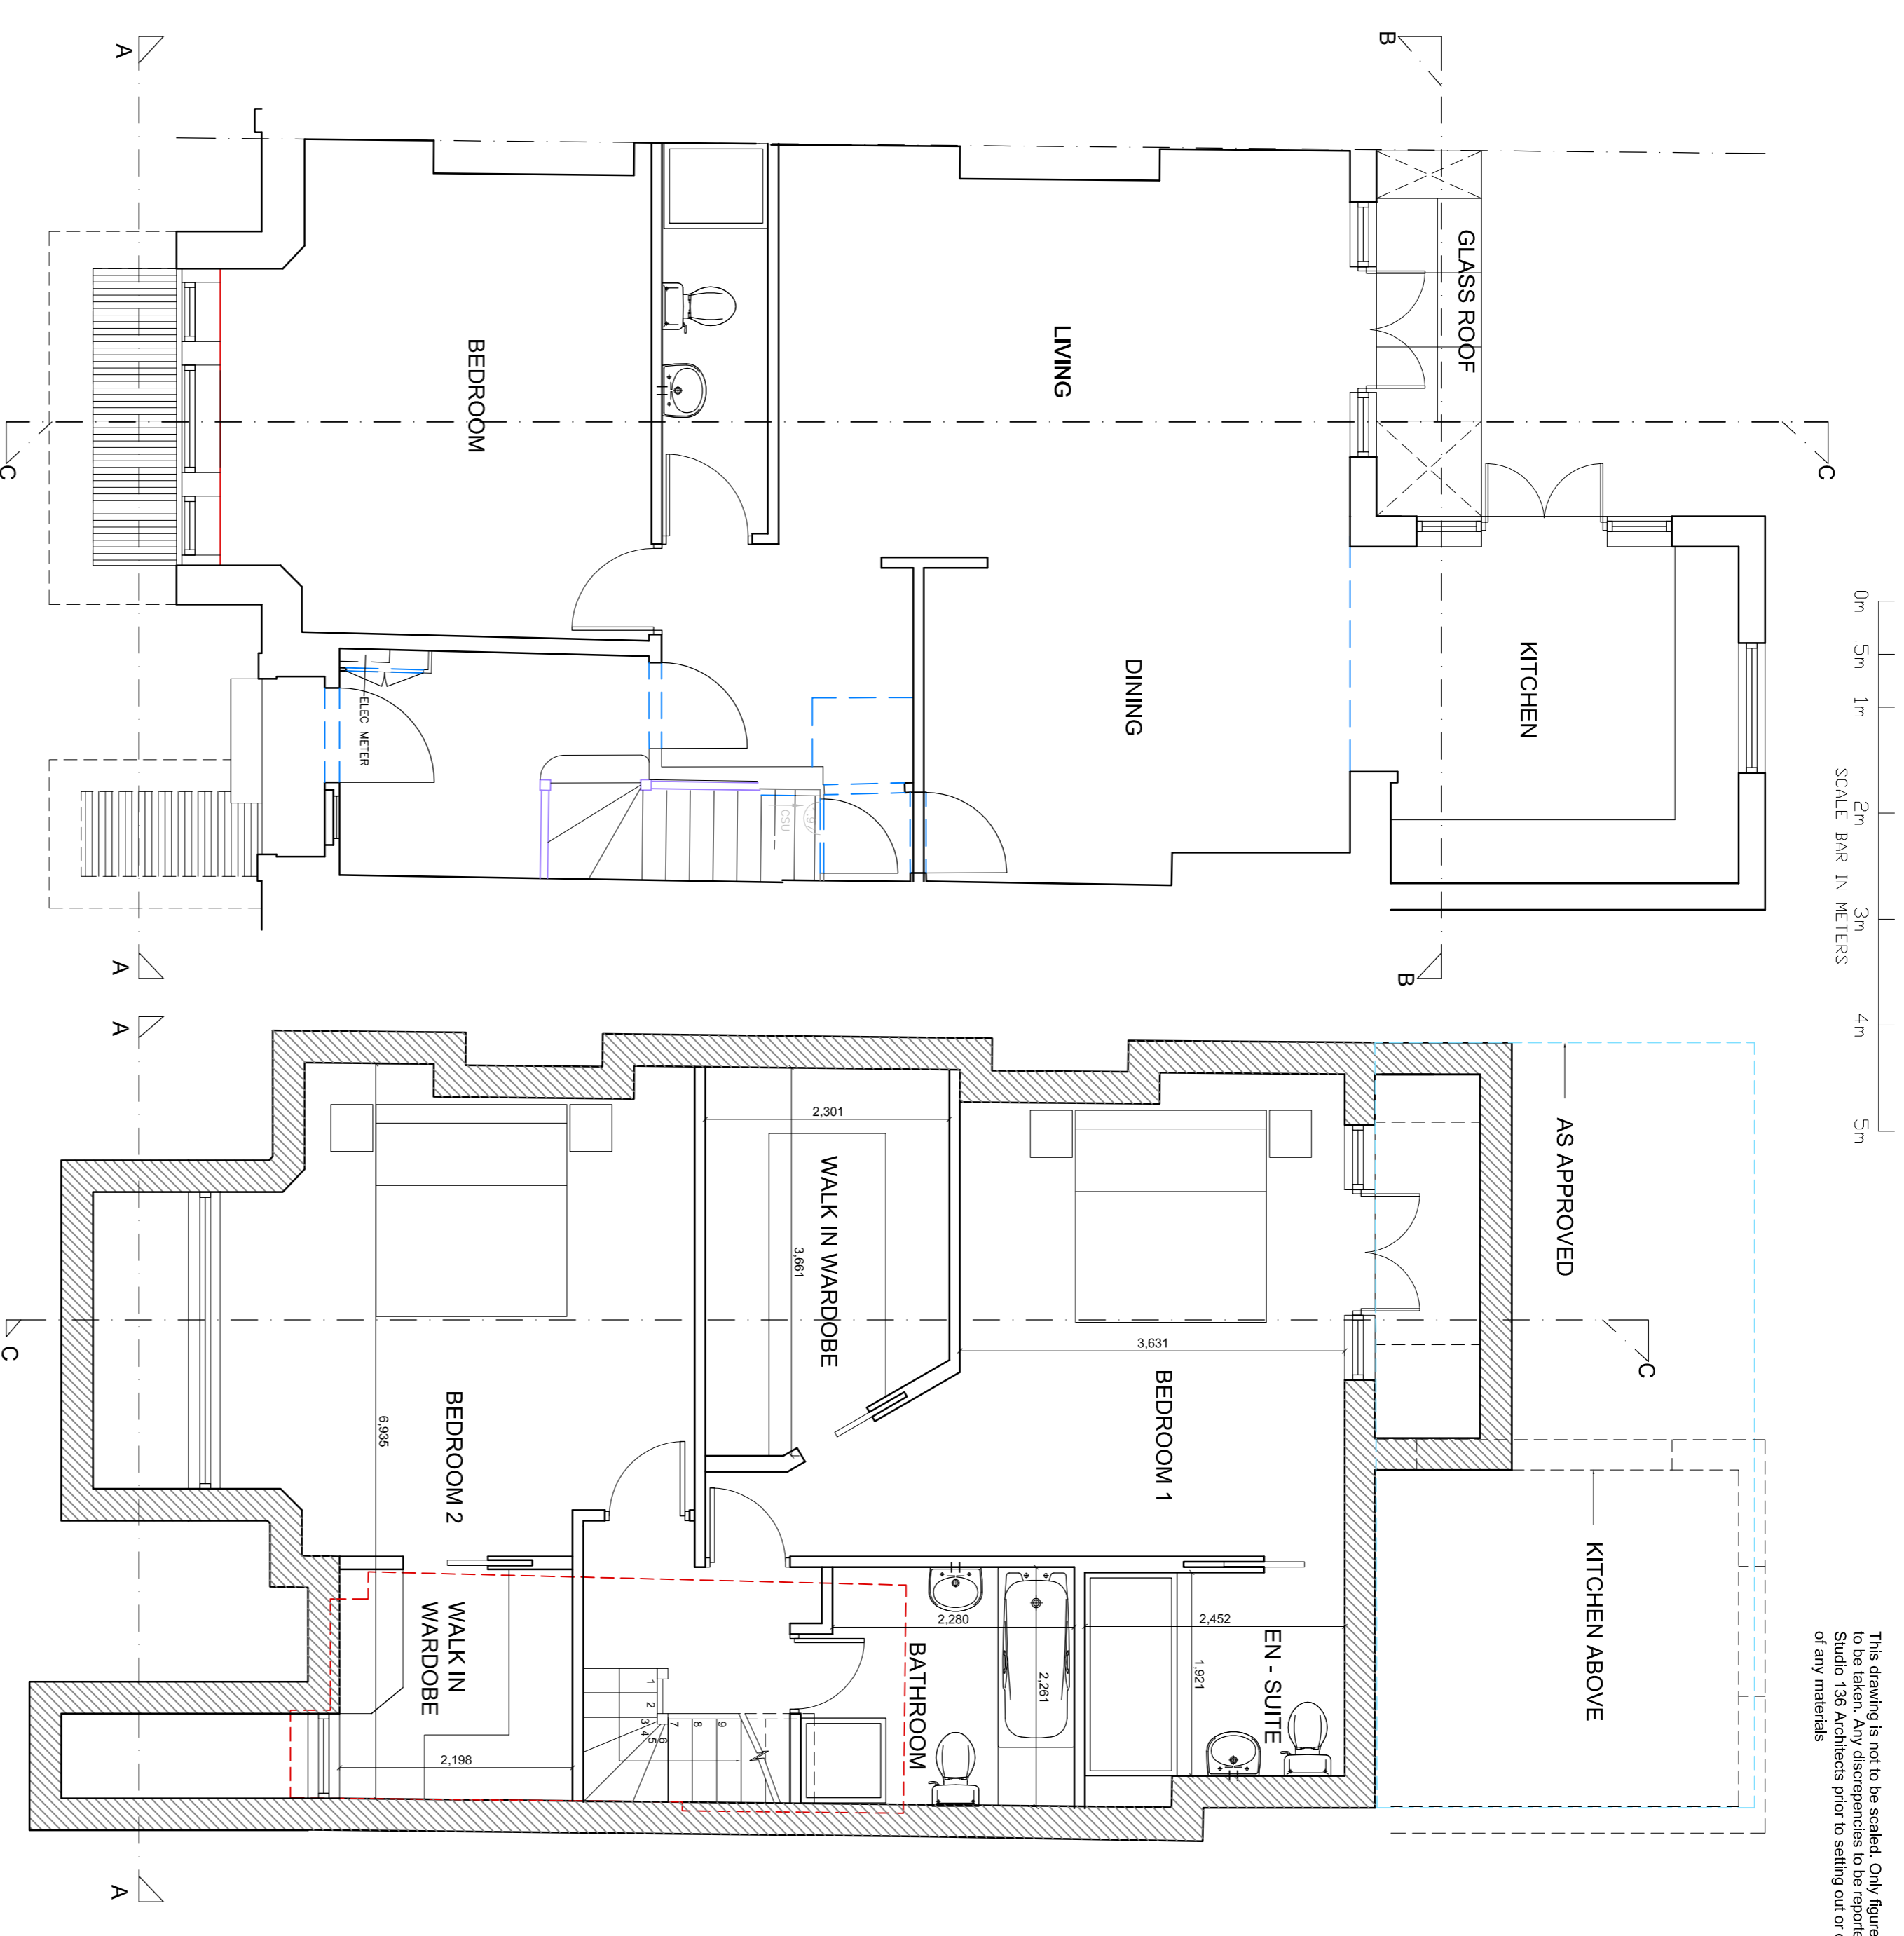 This drawing is not to be scaled. Only figure
to be taken. Any discrepencies to be reporte
Studio 136 Architects prior to setting out or
of any materials
0m .5m 1m 2m 3m 4m 5m
SCALE BAR IN METERS
A
A
B
B
C
C
GLASS ROOF
KITCHEN
LIVING
DINING
BEDROOM
ELEC METER
CSU
A
A
C
C
AS APPROVED
KITCHEN ABOVE
BEDROOM 1
3,631
WALK IN WARDOBE
2,301
3,661
EN - SUITE
2,452
1,921
BATHROOM
2,280
2,261
BEDROOM 2
6,935
WALK IN
WARDOBE
2,198
1
2
3
4
5
6
7
8
9